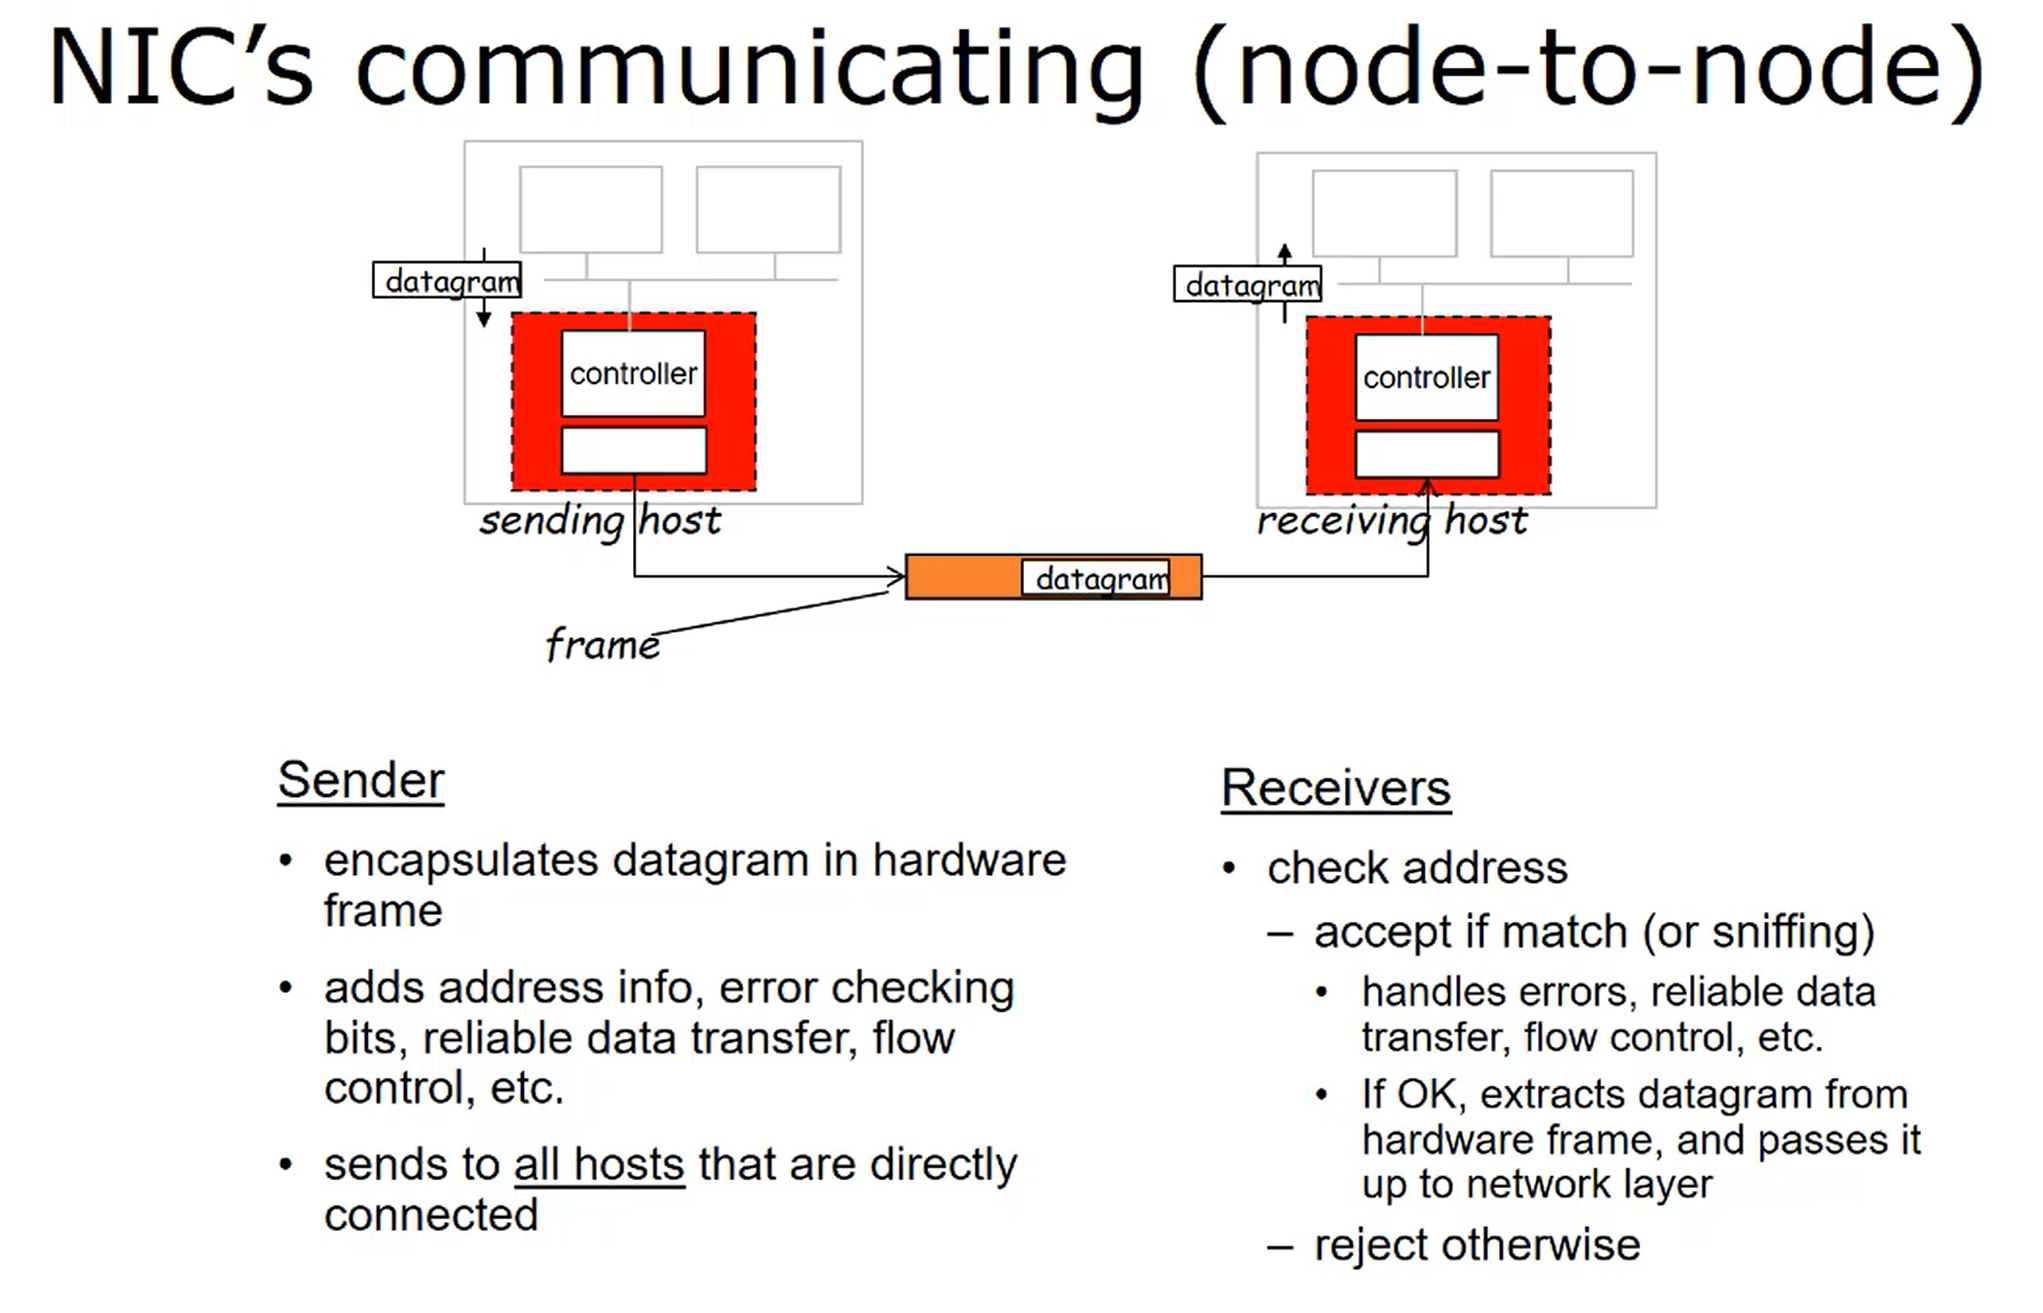 NIC’s communicating (node-to-node)
datagram
controller
sending host
datagram
controller
receiving host
datagram
frame
Sender
• encapsulates datagram in hardware
frame
• adds address info, error checking
bits, reliable data transfer, flow
control, etc.
• sends to all hosts that are directly
connected
Receivers
• check address
– accept if match (or sniffing)
• handles errors, reliable data
transfer, flow control, etc.
• If OK, extracts datagram from
hardware frame, and passes it
up to network layer
– reject otherwise